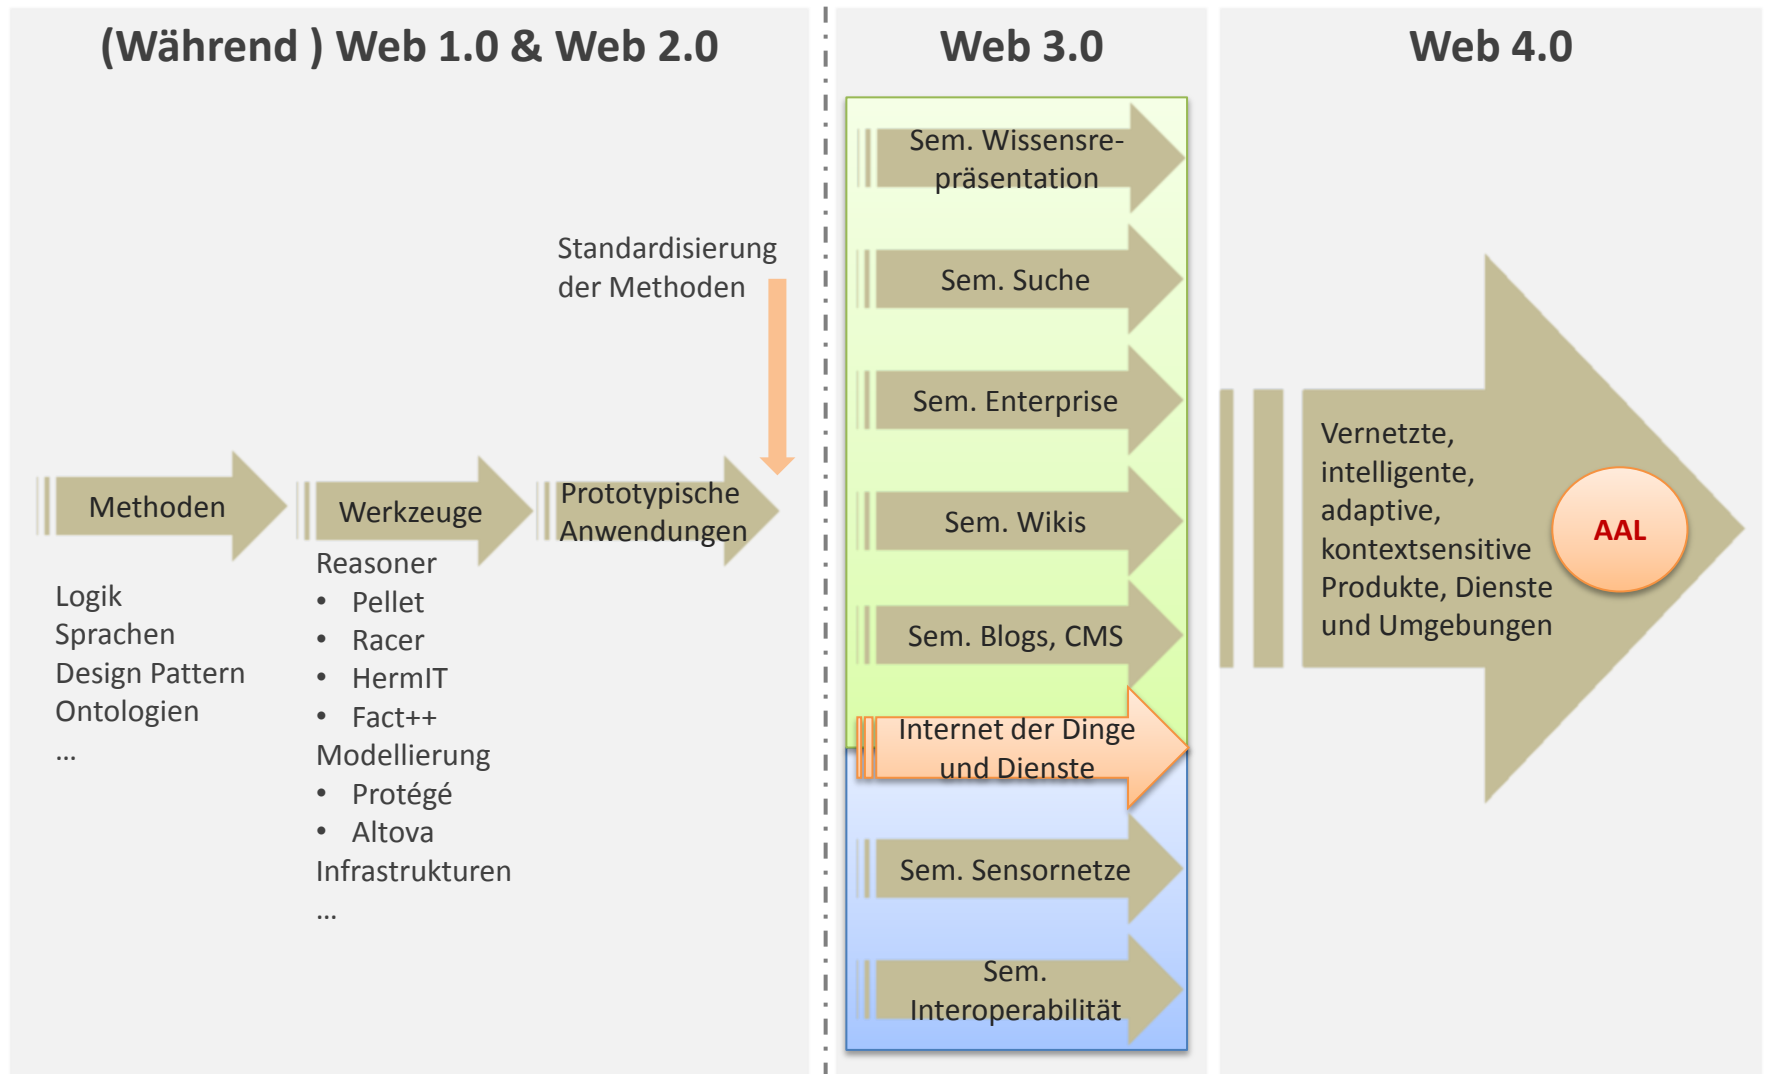 (Während ) Web 1.0 & Web 2.0
Standardisierung
der Methoden
Methoden
Logik
Sprachen
Design Pattern
Ontologien
...
Werkzeuge
Reasoner
• Pellet
• Racer
• HermIT
• Fact++
Modellierung
• Protégé
• Altova
Infrastrukturen
...
Prototypische
Anwendungen
Web 3.0
Sem. Wissensre-
präsentation
Sem. Suche
Sem. Enterprise
Sem. Wikis
Sem. Blogs, CMS
Internet der Dinge
und Dienste
Sem. Sensornetze
Sem.
Interoperabilität
Web 4.0
Vernetzte,
intelligente,
adaptive,
kontextsensitive
Produkte, Dienste
und Umgebungen
AAL